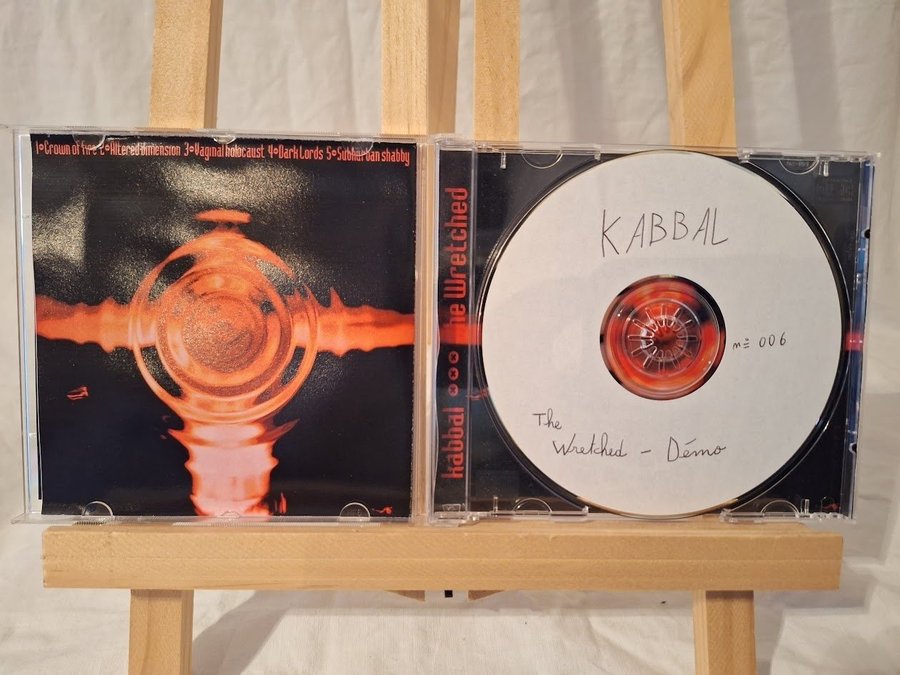 1•Crown of fire 2•Altered dimension 3•Vaginal holocaust 4•Dark Lords 5•Subhurban shabby
kabbal ••• The Wretched
KABBAL
nº 006
The
Wretched - Démo